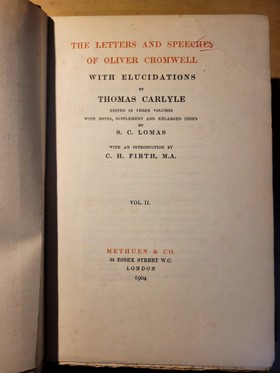 THE LETTERS AND SPEECHES
OF OLIVER CROMWELL
WITH ELUCIDATIONS
BY
THOMAS CARLYLE
EDITED IN THREE VOLUMES
WITH NOTES, SUPPLEMENT AND ENLARGED INDEX
BY
S. C. LOMAS
WITH AN INTRODUCTION BY
C. H. FIRTH, M.A.
VOL. II.
METHUEN & CO.
36 ESSEX STREET W.C.
LONDON
1904